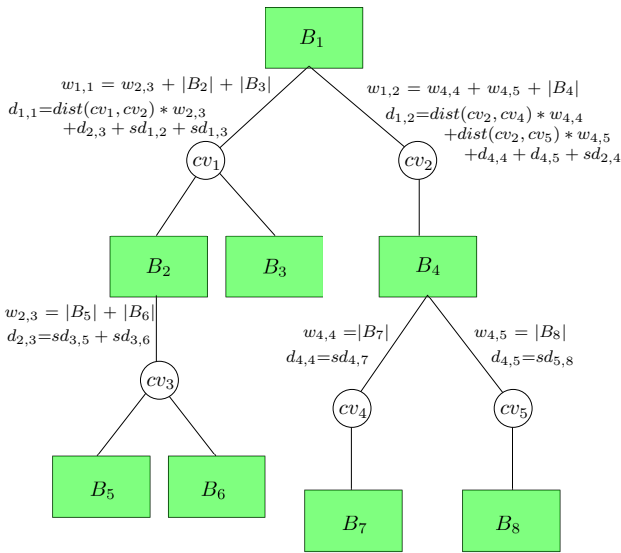 B₁
w₁,₁ = w₂,₃ + |B₂| + |B₃|
d₁,₁=dist(cv₁, cv₂) * w₂,₃
+d₂,₃ + sd₁,₂ + sd₁,₃
w₁,₂ = w₄,₄ + w₄,₅ + |B₄|
d₁,₂=dist(cv₂, cv₄) * w₄,₄
+dist(cv₂, cv₅) * w₄,₅
+d₄,₄ + d₄,₅ + sd₂,₄
cv₁
cv₂
B₂
B₃
B₄
w₂,₃ = |B₅| + |B₆|
d₂,₃=sd₃,₅ + sd₃,₆
w₄,₄ =|B₇|
d₄,₄=sd₄,₇
w₄,₅ = |B₈|
d₄,₅=sd₅,₈
cv₃
cv₄
cv₅
B₅
B₆
B₇
B₈